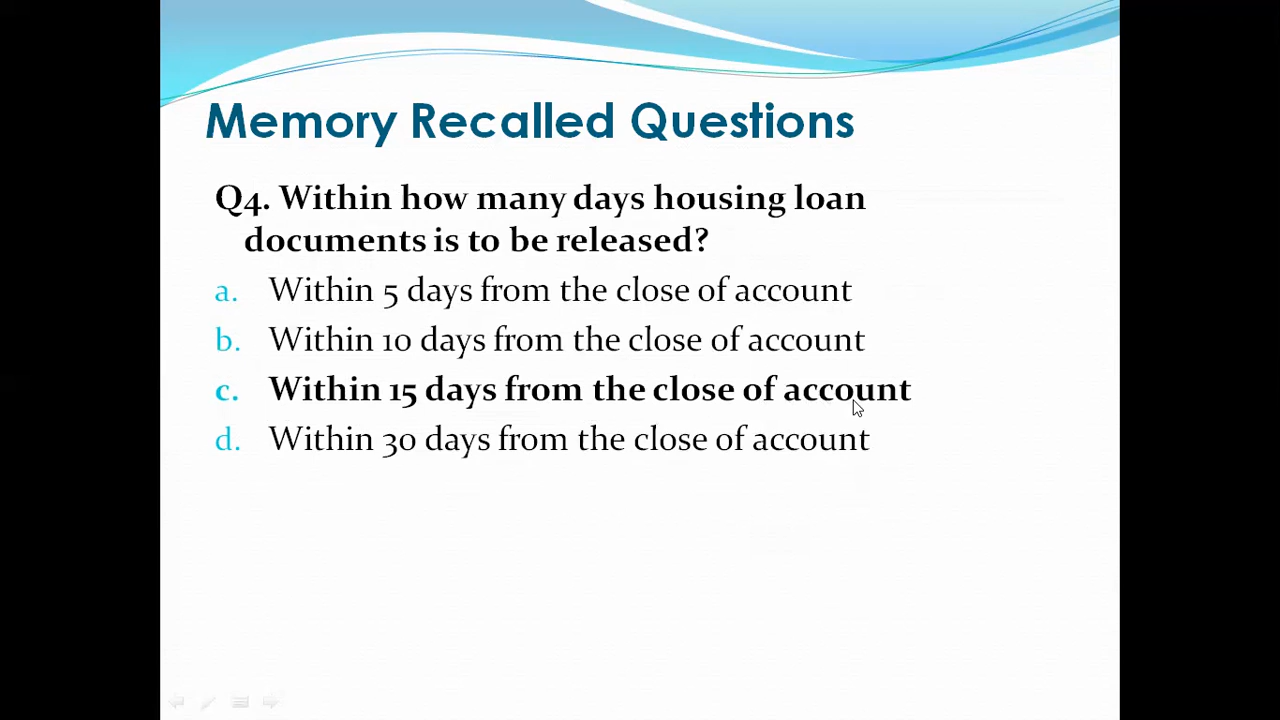 Memory Recalled Questions
Q4. Within how many days housing loan
documents is to be released?
a. Within 5 days from the close of account
b. Within 10 days from the close of account
c. Within 15 days from the close of account
d. Within 30 days from the close of account